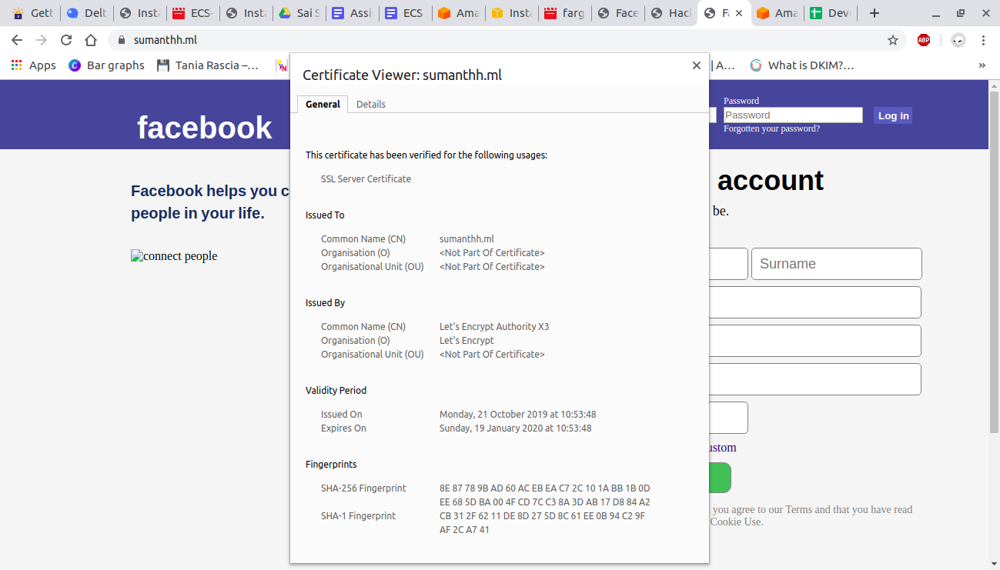 Gett
Delt
Insta
ECS-
Insta
Sai S
Assi
ECS
Ama
Insta
farg
Face
Hack
Fa
Ama
Dev
sumanthh.ml
ABP
Apps
Bar graphs
Tania Rascia –…
| A…
What is DKIM?…
»
Certificate Viewer: sumanthh.ml
General Details
This certificate has been verified for the following usages:
SSL Server Certificate
Issued To
Common Name (CN) sumanthh.ml
Organisation (O) <Not Part Of Certificate>
Organisational Unit (OU) <Not Part Of Certificate>
Issued By
Common Name (CN) Let's Encrypt Authority X3
Organisation (O) Let's Encrypt
Organisational Unit (OU) <Not Part Of Certificate>
Validity Period
Issued On Monday, 21 October 2019 at 10:53:48
Expires On Sunday, 19 January 2020 at 10:53:48
Fingerprints
SHA-256 Fingerprint 8E 87 78 9B AD 60 AC EB EA C7 2C 10 1A BB 1B 0D
EE 68 5D BA 00 4F CD 7C C3 8A 3D AB 17 D8 84 A2
SHA-1 Fingerprint CB 31 2F 62 11 DE 8D 27 5D 8C 61 EE 0B 94 C2 9F
AF 2C A7 41
facebook
Password
Password
Log in
Forgotten your password?
Facebook helps you c
people in your life.
connect people
account
be.
Surname
ustom
, you agree to our Terms and that you have read
Cookie Use.